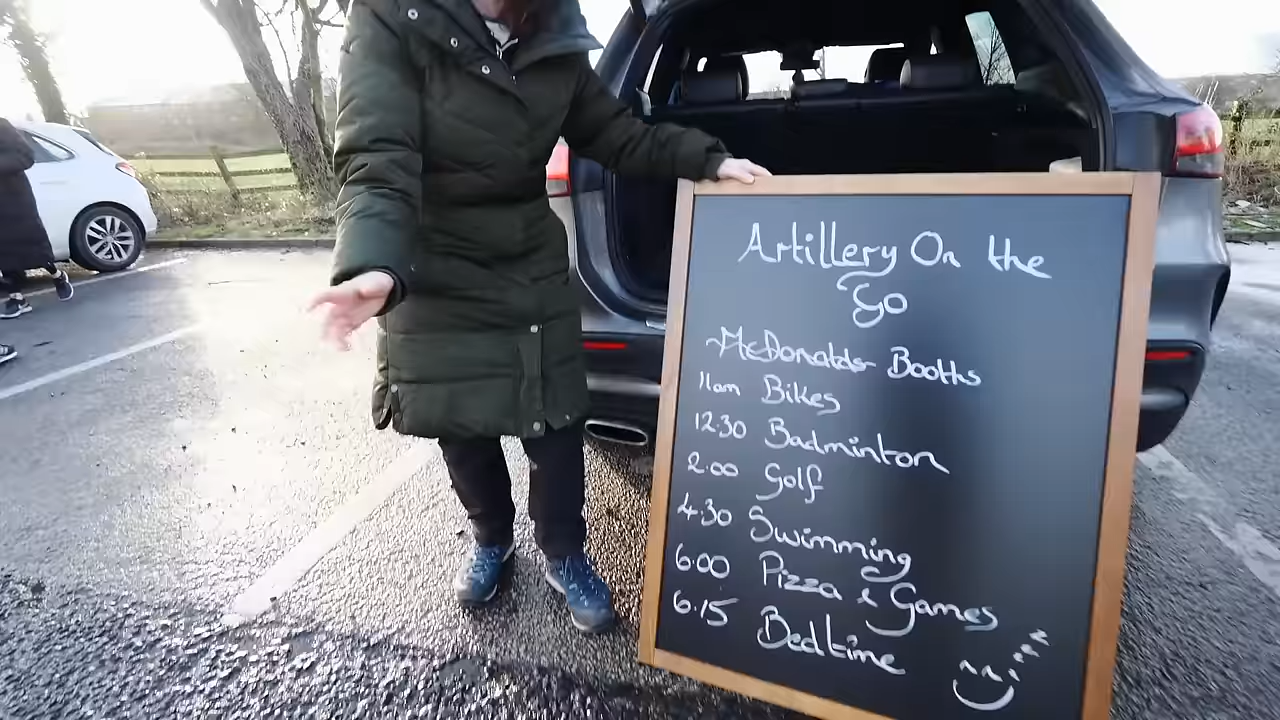 Artillery On the
Go
McDonalds Booths
11am Bikes
12.30 Badminton
2.00 Golf
4.30 Swimming
6.00 Pizza & Games
6.15 Bedtime